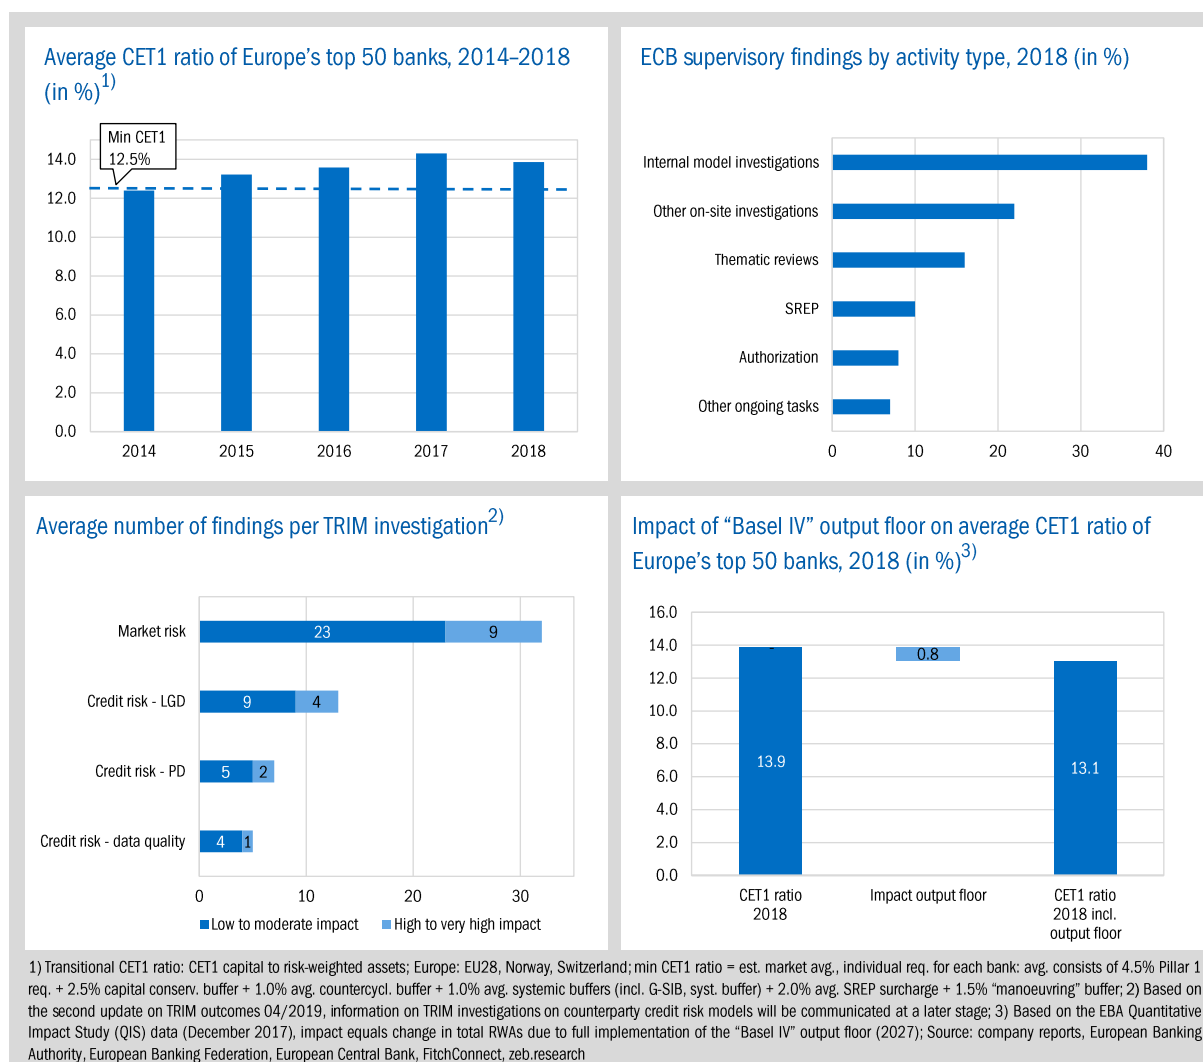 Average CET1 ratio of Europe's top 50 banks, 2014–2018
(in %)1)
Min CET1
12.5%
14.0
12.0
10.0
8.0
6.0
4.0
2.0
0.0
2014
2015
2016
2017
2018
ECB supervisory findings by activity type, 2018 (in %)
Internal model investigations
Other on-site investigations
Thematic reviews
SREP
Authorization
Other ongoing tasks
0
10
20
30
40
Average number of findings per TRIM investigation2)
Market risk
23
9
Credit risk - LGD
9
4
Credit risk - PD
5
2
Credit risk - data quality
4
1
0
10
20
30
Low to moderate impact
High to very high impact
Impact of “Basel IV” output floor on average CET1 ratio of
Europe's top 50 banks, 2018 (in %)3)
16.0
14.0
12.0
10.0
8.0
6.0
4.0
2.0
0.0
13.9
0.8
13.1
CET1 ratio
2018
Impact output floor
CET1 ratio
2018 incl.
output floor
1) Transitional CET1 ratio: CET1 capital to risk-weighted assets; Europe: EU28, Norway, Switzerland; min CET1 ratio = est. market avg., individual req. for each bank: avg. consists of 4.5% Pillar 1
req. + 2.5% capital conserv. buffer + 1.0% avg. countercycl. buffer + 1.0% avg. systemic buffers (incl. G-SIB, syst. buffer) + 2.0% avg. SREP surcharge + 1.5% “manoeuvring” buffer; 2) Based on
the second update on TRIM outcomes 04/2019, information on TRIM investigations on counterparty credit risk models will be communicated at a later stage; 3) Based on the EBA Quantitative
Impact Study (QIS) data (December 2017), impact equals change in total RWAs due to full implementation of the “Basel IV” output floor (2027); Source: company reports, European Banking
Authority, European Banking Federation, European Central Bank, FitchConnect, zeb.research